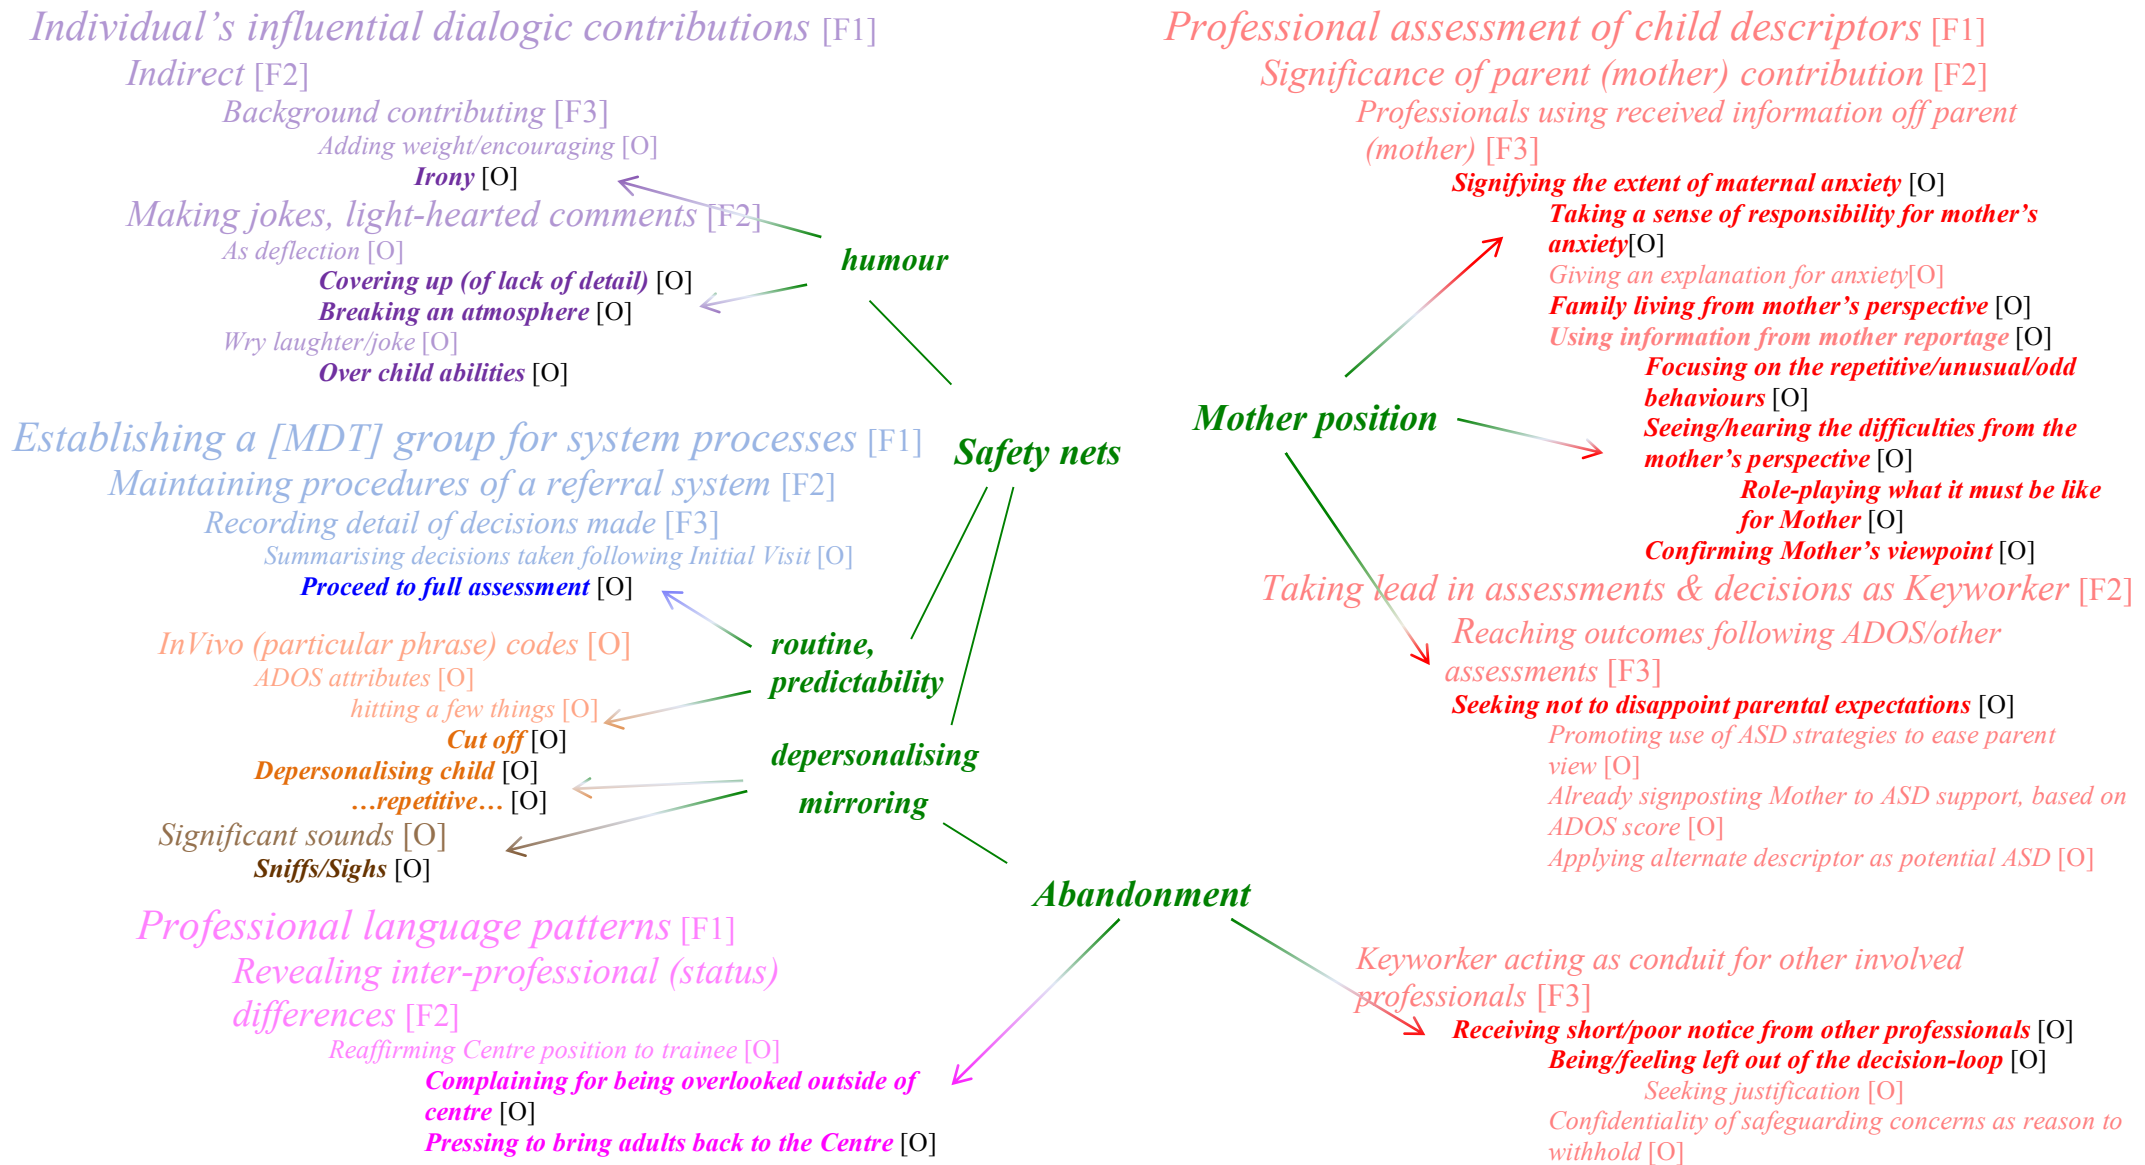 Individual’s influential dialogic contributions [F1]
Indirect [F2]
Background contributing [F3]
Adding weight/encouraging [O]
Irony [O]
Making jokes, light-hearted comments [F2]
As deflection [O]
Covering up (of lack of detail) [O]
Breaking an atmosphere [O]
Wry laughter/joke [O]
Over child abilities [O]
humour
Establishing a [MDT] group for system processes [F1]
Maintaining procedures of a referral system [F2]
Recording detail of decisions made [F3]
Summarising decisions taken following Initial Visit [O]
Proceed to full assessment [O]
Safety nets
InVivo (particular phrase) codes [O]
ADOS attributes [O]
hitting a few things [O]
Cut off [O]
Depersonalising child [O]
…repetitive… [O]
Significant sounds [O]
Sniffs/Sighs [O]
routine,
predictability
depersonalising
mirroring
Abandonment
Professional language patterns [F1]
Revealing inter-professional (status)
differences [F2]
Reaffirming Centre position to trainee [O]
Complaining for being overlooked outside of
centre [O]
Pressing to bring adults back to the Centre [O]
Professional assessment of child descriptors [F1]
Significance of parent (mother) contribution [F2]
Professionals using received information off parent
(mother) [F3]
Signifying the extent of maternal anxiety [O]
Taking a sense of responsibility for mother’s
anxiety[O]
Giving an explanation for anxiety[O]
Family living from mother’s perspective [O]
Using information from mother reportage [O]
Focusing on the repetitive/unusual/odd
behaviours [O]
Seeing/hearing the difficulties from the
mother’s perspective [O]
Role-playing what it must be like
for Mother [O]
Confirming Mother’s viewpoint [O]
Mother position
Taking lead in assessments & decisions as Keyworker [F2]
Reaching outcomes following ADOS/other
assessments [F3]
Seeking not to disappoint parental expectations [O]
Promoting use of ASD strategies to ease parent
view [O]
Already signposting Mother to ASD support, based on
ADOS score [O]
Applying alternate descriptor as potential ASD [O]
Keyworker acting as conduit for other involved
professionals [F3]
Receiving short/poor notice from other professionals [O]
Being/feeling left out of the decision-loop [O]
Seeking justification [O]
Confidentiality of safeguarding concerns as reason to
withhold [O]